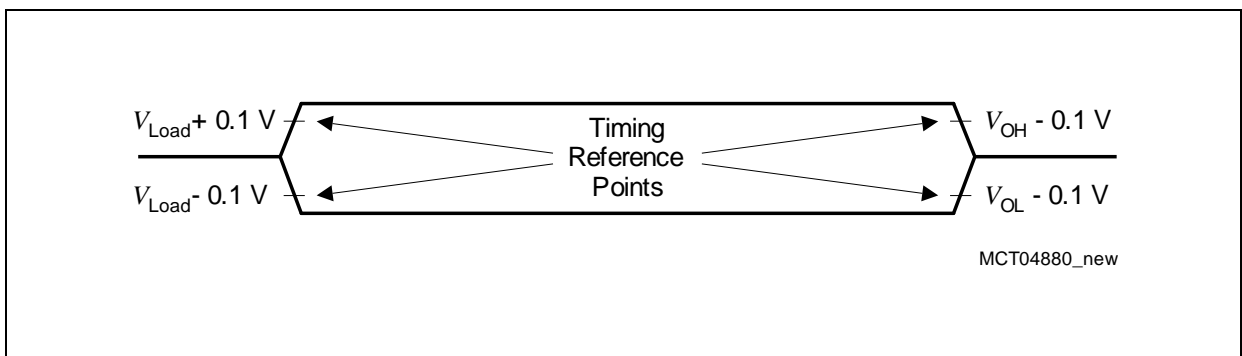 V_Load + 0.1 V
Timing
Reference
Points
V_OH - 0.1 V
V_Load - 0.1 V
V_OL - 0.1 V
MCT04880_new